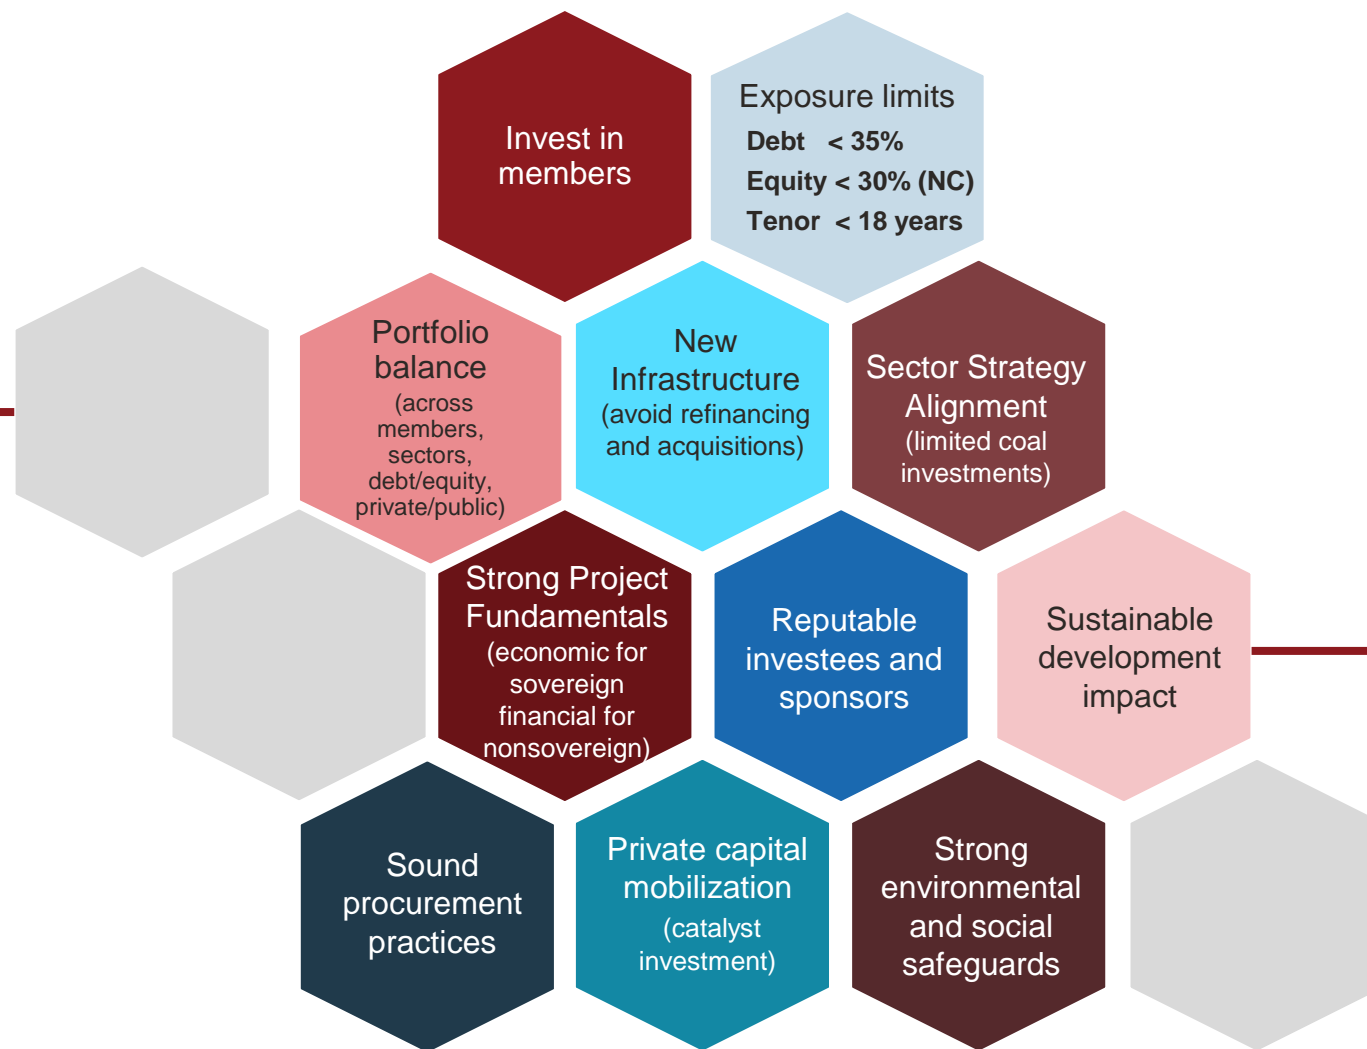 Invest in
members
Exposure limits
Debt < 35%
Equity < 30% (NC)
Tenor < 18 years
Portfolio
balance
(across
members,
sectors,
debt/equity,
private/public)
New
Infrastructure
(avoid refinancing
and acquisitions)
Sector Strategy
Alignment
(limited coal
investments)
Strong Project
Fundamentals
(economic for
sovereign
financial for
nonsovereign)
Reputable
investees and
sponsors
Sustainable
development
impact
Sound
procurement
practices
Private capital
mobilization
(catalyst
investment)
Strong
environmental
and social
safeguards